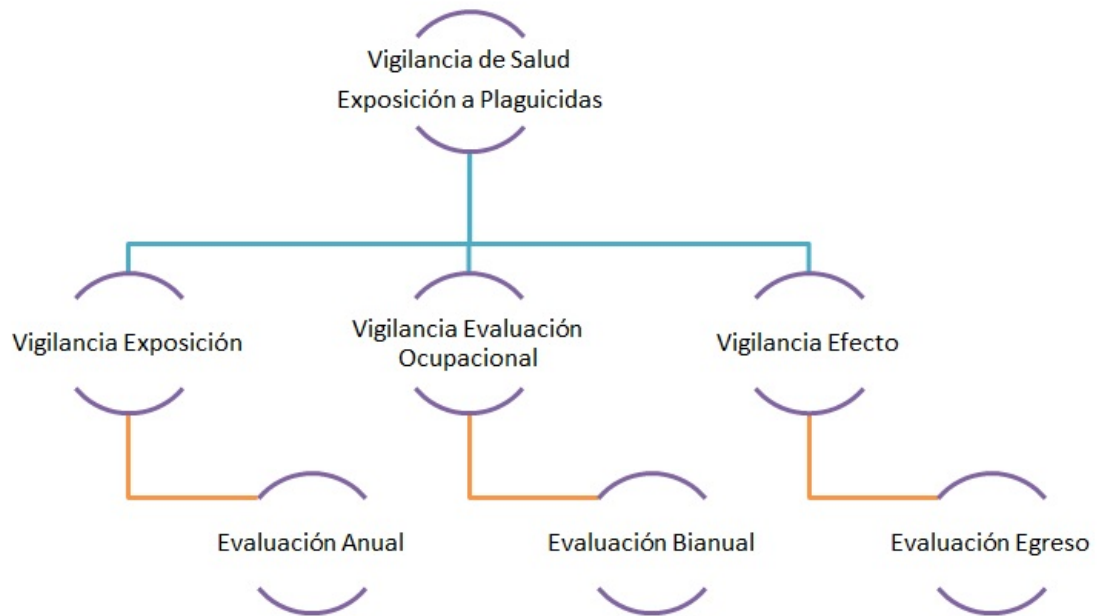 Vigilancia de Salud
Exposición a Plaguicidas
Vigilancia Exposición
Vigilancia Evaluación
Ocupacional
Vigilancia Efecto
Evaluación Anual
Evaluación Bianual
Evaluación Egreso